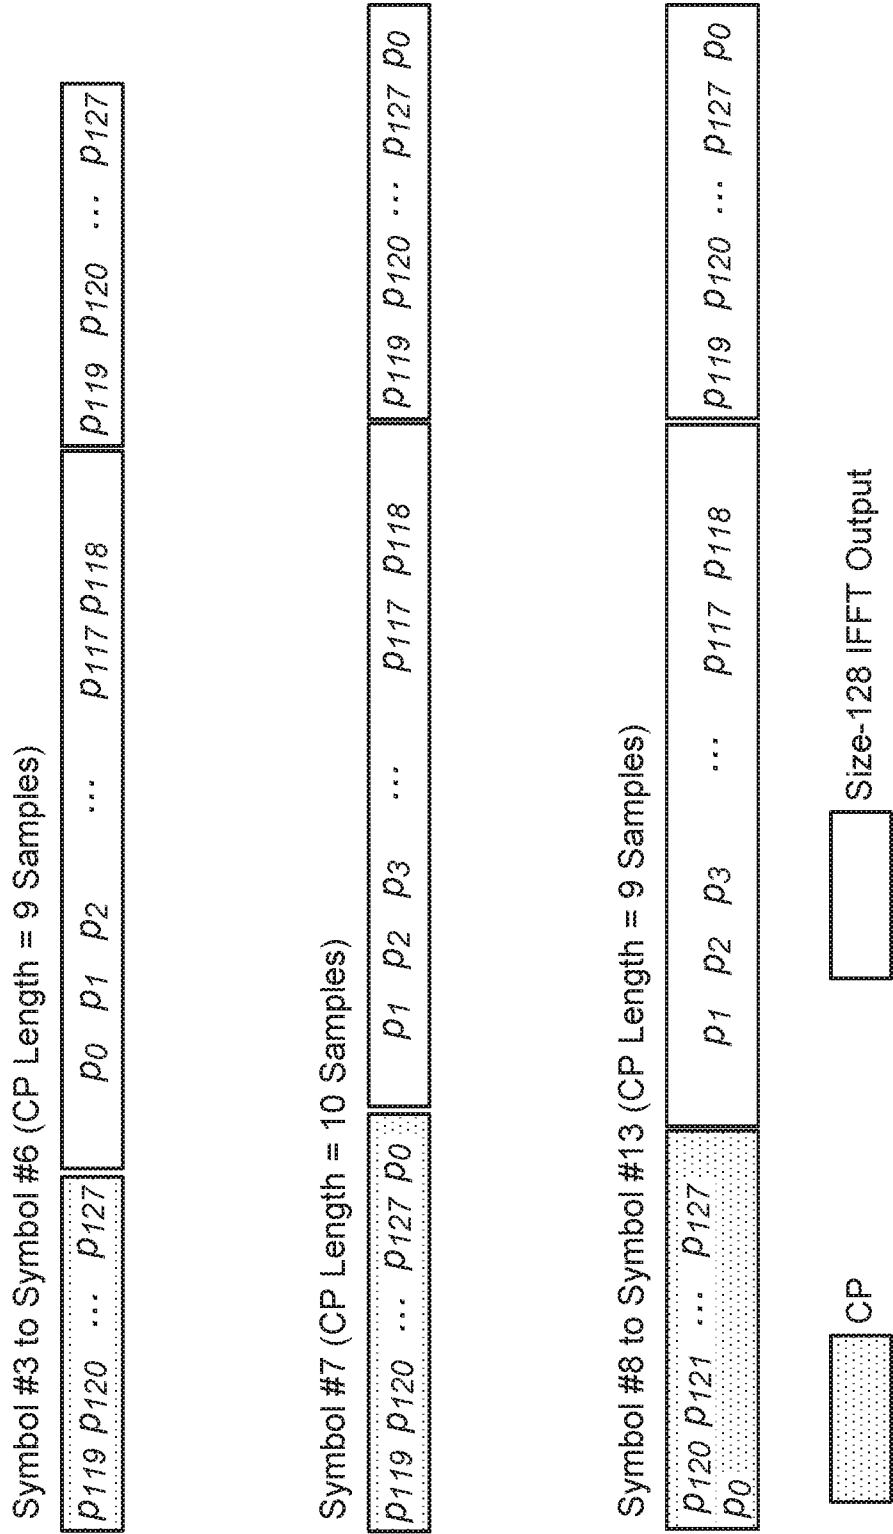 Symbol #3 to Symbol #6 (CP Length = 9 Samples)
p119 p120 ... p127 p0 p1 p2 ... p117 p118 p119 p120 ... p127
Symbol #7 (CP Length = 10 Samples)
p119 p120 ... p127 p0 p1 p2 p3 ... p117 p118 p119 p120 ... p127 p0
Symbol #8 to Symbol #13 (CP Length = 9 Samples)
p120 p121 ... p127
p0
p1 p2 p3 ... p117 p118 p119 p120 ... p127 p0
CP
Size-128 IFFT Output